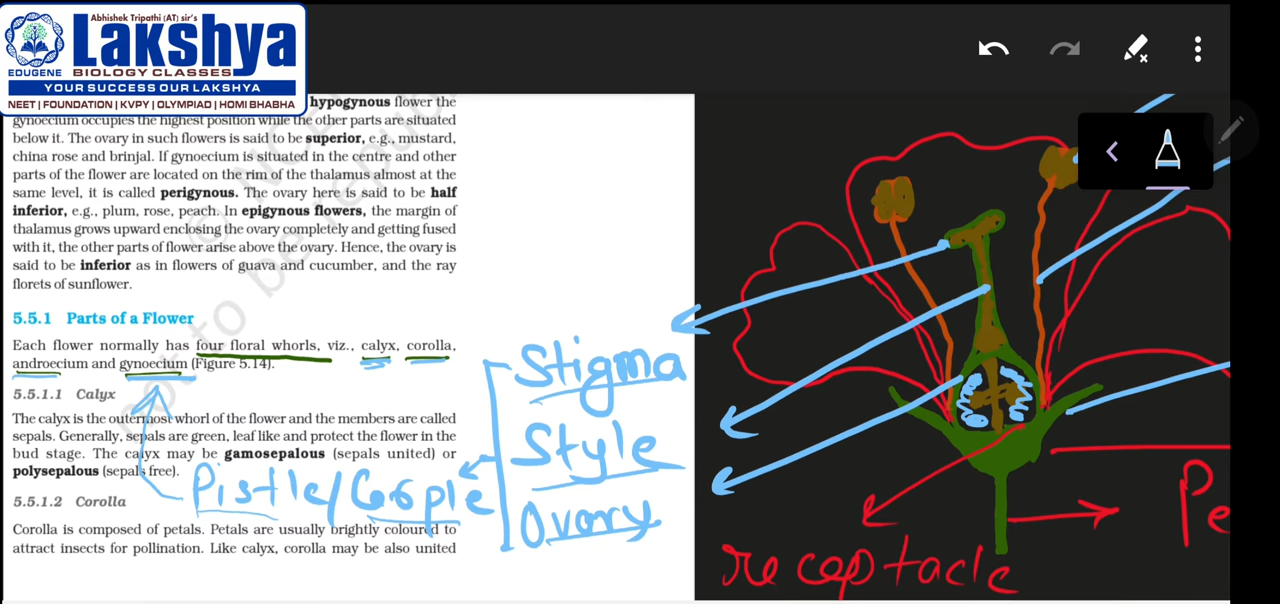 Abhishek Tripathi (AT) sir's
Lakshya
EDUGENE
BIOLOGY CLASSES
YOUR SUCCESS OUR LAKSHYA
NEET | FOUNDATION | KVPY | OLYMPIAD | HOMI BHABHA
hypogynous flower the
gynoecium occupies the highest position while the other parts are situated
below it. The ovary in such flowers is said to be superior, e.g., mustard,
china rose and brinjal. If gynoecium is situated in the centre and other
parts of the flower are located on the rim of the thalamus almost at the
same level, it is called perigynous. The ovary here is said to be half
inferior, e.g., plum, rose, peach. In epigynous flowers, the margin of
thalamus grows upward enclosing the ovary completely and getting fused
with it, the other parts of flower arise above the ovary. Hence, the ovary is
said to be inferior as in flowers of guava and cucumber, and the ray
florets of sunflower.
5.5.1 Parts of a Flower
Each flower normally has four floral whorls, viz., calyx, corolla,
androecium and gynoecium (Figure 5.14).
5.5.1.1 Calyx
The calyx is the outermost whorl of the flower and the members are called
sepals. Generally, sepals are green, leaf like and protect the flower in the
bud stage. The calyx may be gamosepalous (sepals united) or
polysepalous (sepals free).
5.5.1.2 Corolla
Corolla is composed of petals. Petals are usually brightly coloured to
attract insects for pollination. Like calyx, corolla may be also united
Pistle/
Stigma
Style
Ovary
receptacle
Pe